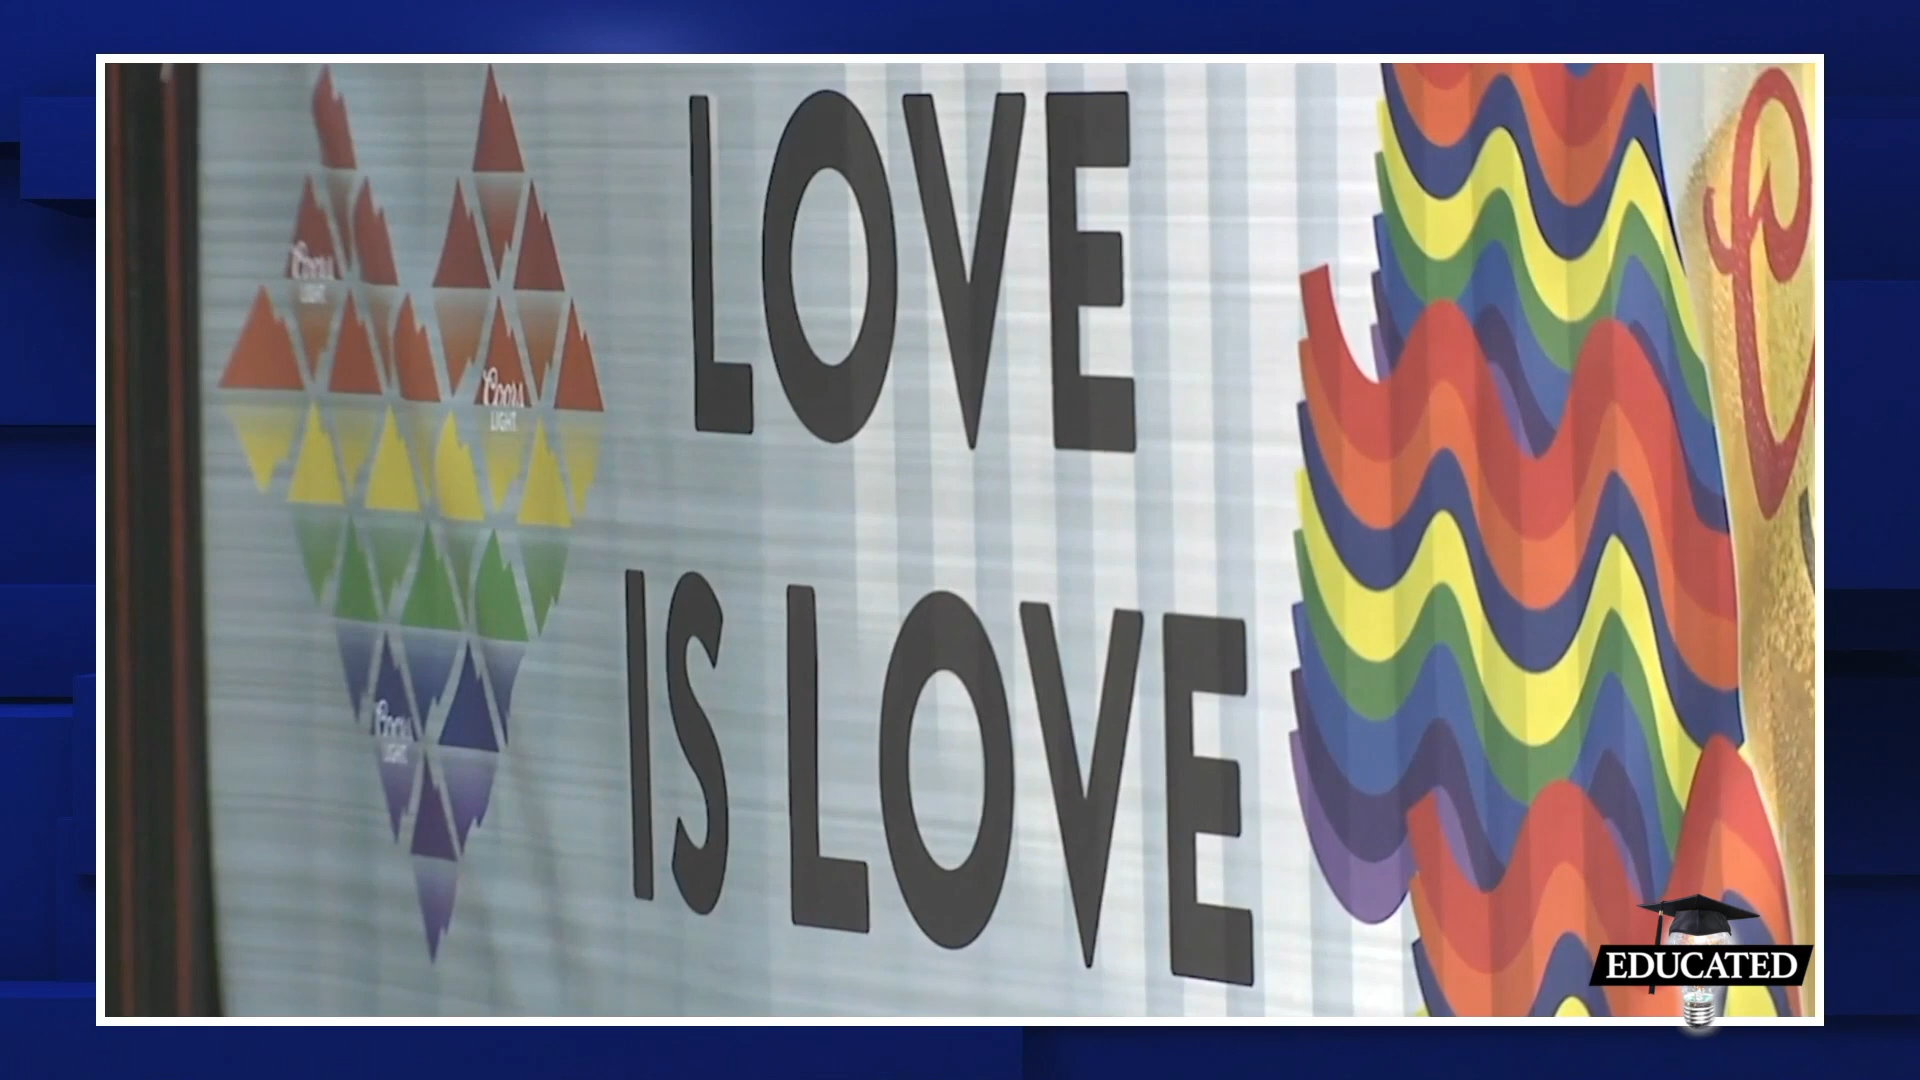 LOVE
IS LOVE
Coors
LIGHT
Coors
LIGHT
Coors
LIGHT
EDUCATED